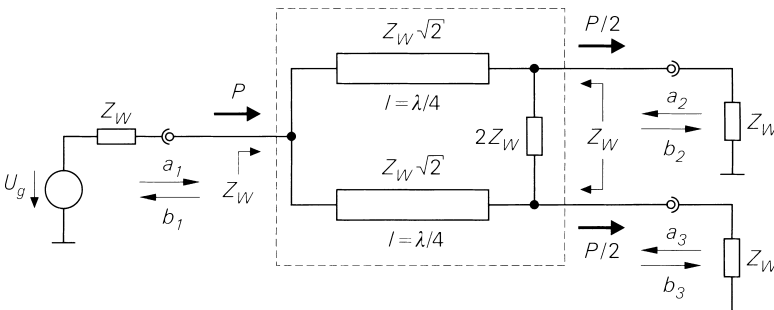 Z_W √2
P/2
l = λ/4
P
Z_W
a_1
b_1
U_g
Z_W
2Z_W
Z_W
a_2
b_2
Z_W
Z_W √2
l = λ/4
P/2
a_3
b_3
Z_W